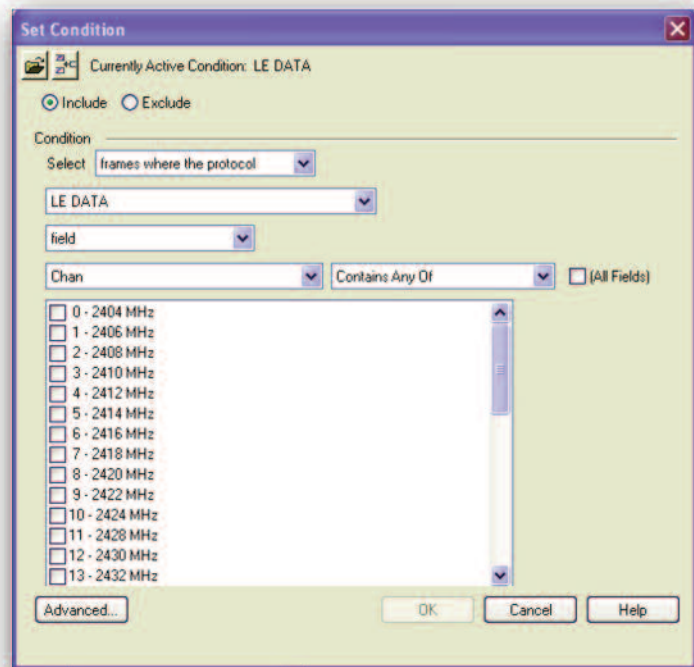 Set Condition
Currently Active Condition: LE DATA
Include Exclude
Condition
Select frames where the protocol
LE DATA
field
Chan Contains Any Of (All Fields)
0 - 2404 MHz
1 - 2406 MHz
2 - 2408 MHz
3 - 2410 MHz
4 - 2412 MHz
5 - 2414 MHz
6 - 2416 MHz
7 - 2418 MHz
8 - 2420 MHz
9 - 2422 MHz
10 - 2424 MHz
11 - 2428 MHz
12 - 2430 MHz
13 - 2432 MHz
Advanced... OK Cancel Help